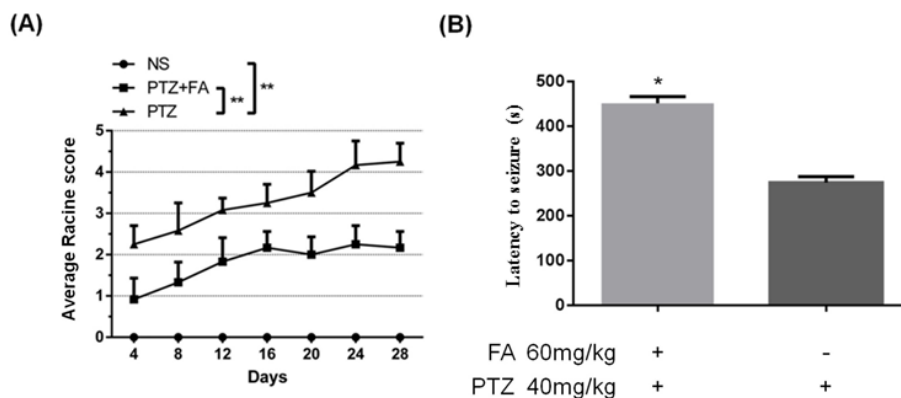 (A)
NS
PTZ+FA
PTZ
**
**
5
4
3
2
1
0
Average Racine score
4 8 12 16 20 24 28
Days
(B)
*
500
400
300
200
100
0
Latency to seizure (s)
FA 60mg/kg + -
PTZ 40mg/kg + +